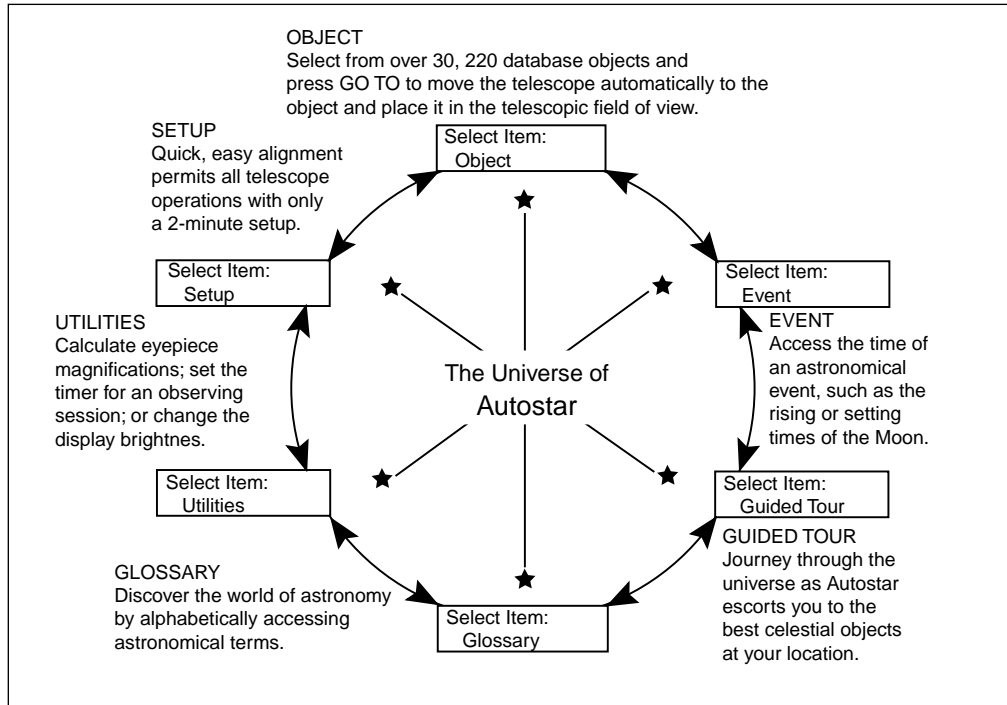 OBJECT
Select from over 30, 220 database objects and
press GO TO to move the telescope automatically to the
object and place it in the telescopic field of view.
Select Item:
Object
SETUP
Quick, easy alignment
permits all telescope
operations with only
a 2-minute setup.
Select Item:
Setup
Select Item:
Event
EVENT
Access the time of
an astronomical
event, such as the
rising or setting
times of the Moon.
UTILITIES
Calculate eyepiece
magnifications; set the
timer for an observing
session; or change the
display brightnes.
The Universe of
Autostar
Select Item:
Utilities
Select Item:
Guided Tour
GUIDED TOUR
Journey through the
universe as Autostar
escorts you to the
best celestial objects
at your location.
GLOSSARY
Discover the world of astronomy
by alphabetically accessing
astronomical terms.
Select Item:
Glossary